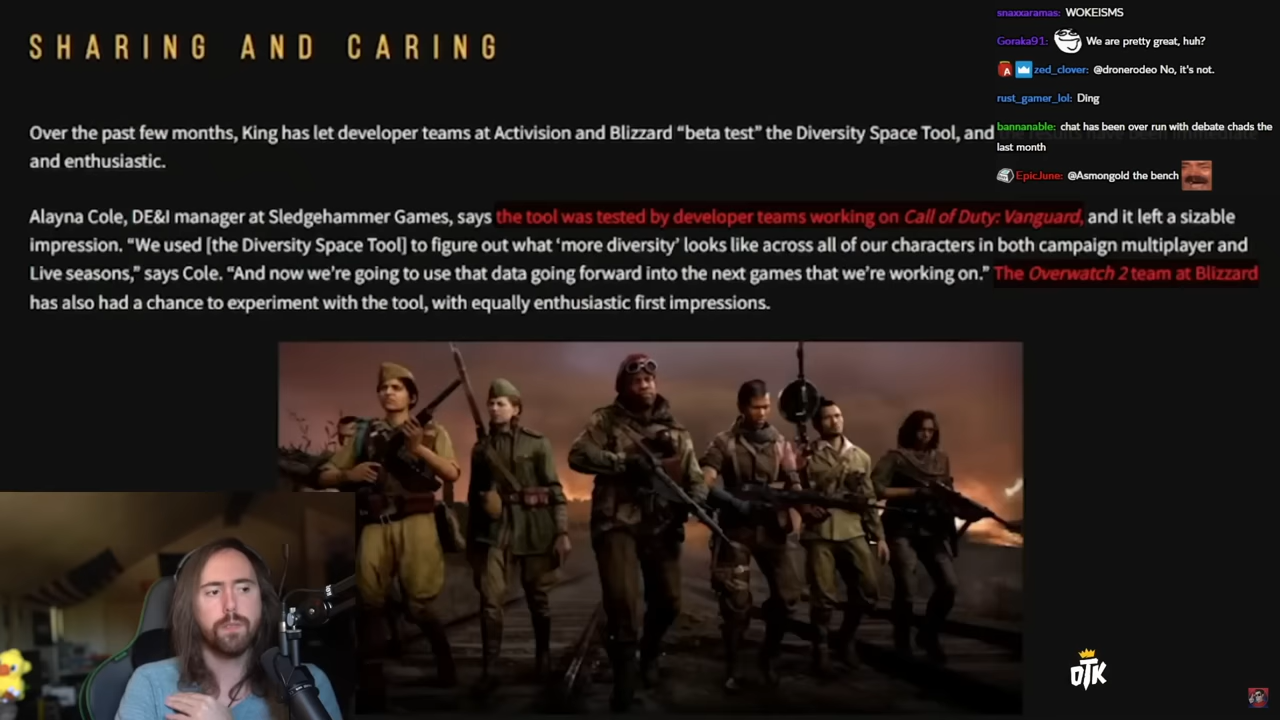 SHARING AND CARING
Over the past few months, King has let developer teams at Activision and Blizzard “beta test” the Diversity Space Tool, and
and enthusiastic.
Alayna Cole, DE&I manager at Sledgehammer Games, says the tool was tested by developer teams working on Call of Duty: Vanguard, and it left a sizable
impression. “We used [the Diversity Space Tool] to figure out what ‘more diversity’ looks like across all of our characters in both campaign multiplayer and
Live seasons,” says Cole. “And now we’re going to use that data going forward into the next games that we’re working on.” The Overwatch 2 team at Blizzard
has also had a chance to experiment with the tool, with equally enthusiastic first impressions.
snaxxaramas: WOKEISMS
Goraka91: We are pretty great, huh?
zed_clover: @dronerodeo No, it's not.
rust_gamer_lol: Ding
bannanable: chat has been over run with debate chads the
last month
EpicJune: @Asmongold the bench
OTK